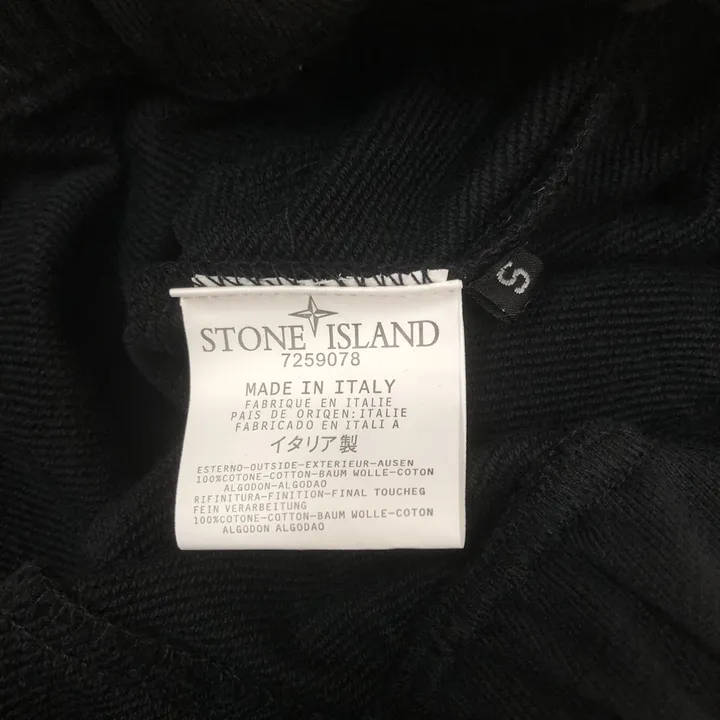 STONE ISLAND
7259078
MADE IN ITALY
FABRIQUE EN ITALIE
PAIS DE ORIQEN:ITALIE
FABRICADO EN ITALI A
イタリア製
ESTERNO-OUTSIDE-EXTERIEUR-AUSEN
100%COTONE-COTTON-BAUM WOLLE-COTON
ALGODON-ALGODAO
RIFINITURA-FINITION-FINAL TOUCHEG
FEIN VERARBEITUNG
100%COTONE-COTTON-BAUM WOLLE-COTON
ALGODON ALGODAO
S